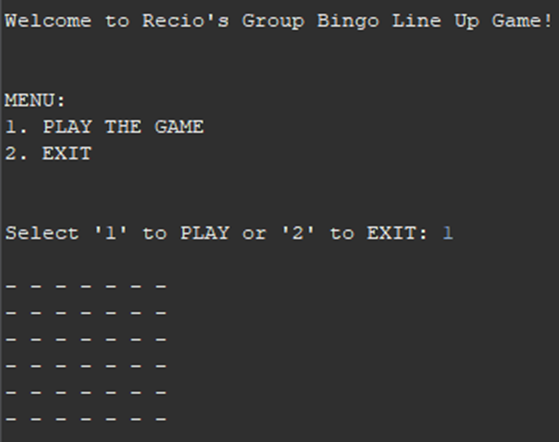 Welcome to Recio's Group Bingo Line Up Game!
MENU:
1. PLAY THE GAME
2. EXIT
Select '1' to PLAY or '2' to EXIT: 1
- - - - - - -
- - - - - - -
- - - - - - -
- - - - - - -
- - - - - - -
- - - - - - -